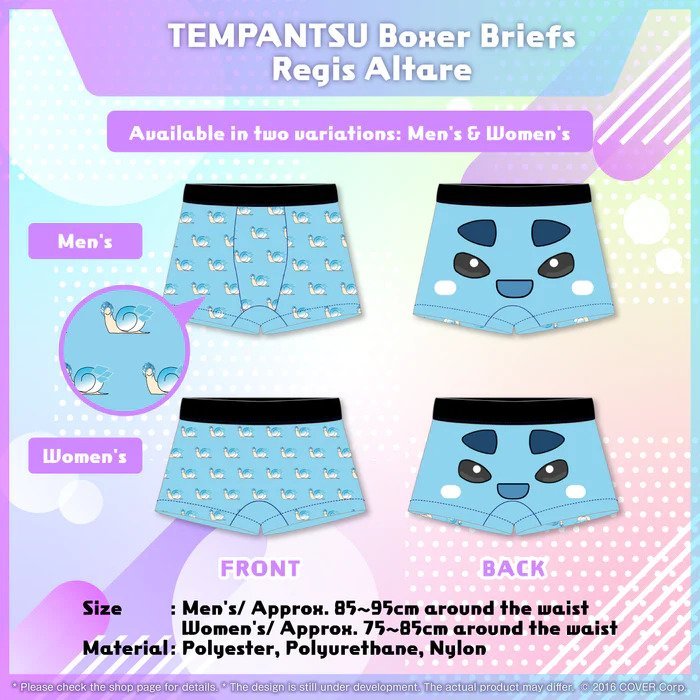 TEMPANTSU Boxer Briefs
Regis Altare
Available in two variations: Men's & Women's
Men's
Women's
FRONT
BACK
Size : Men's/ Approx. 85~95cm around the waist
Women's/ Approx. 75~85cm around the waist
Material : Polyester, Polyurethane, Nylon
* Please check the shop page for details. * The design is still under development. The actual product may differ. © 2016 COVER Corp.